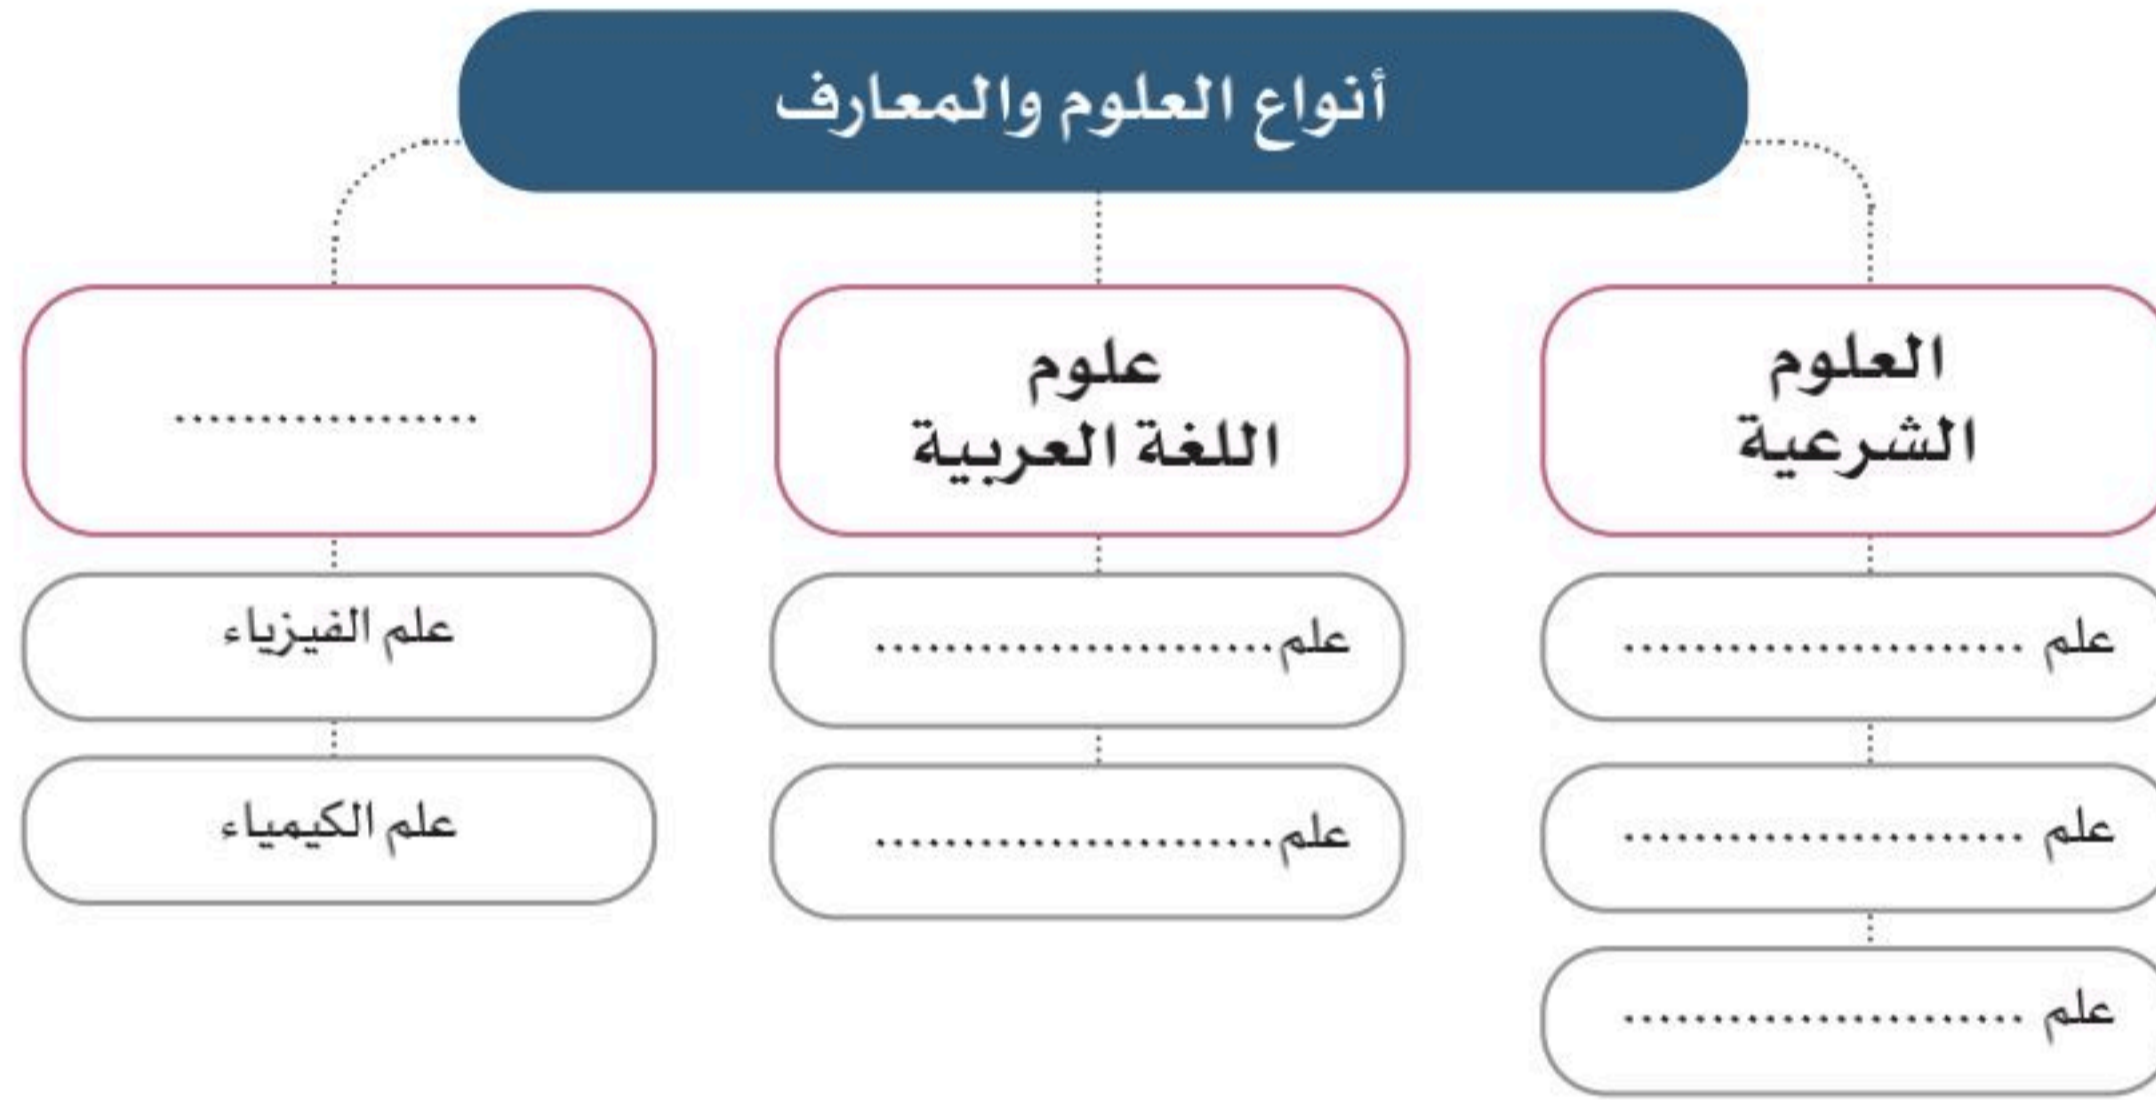 أنواع العلوم والمعارف
العلوم
الشرعية
علم .......................
علم .......................
علم .......................
علوم
اللغة العربية
علم.......................
علم.......................
..................
علم الفيزياء
علم الكيمياء